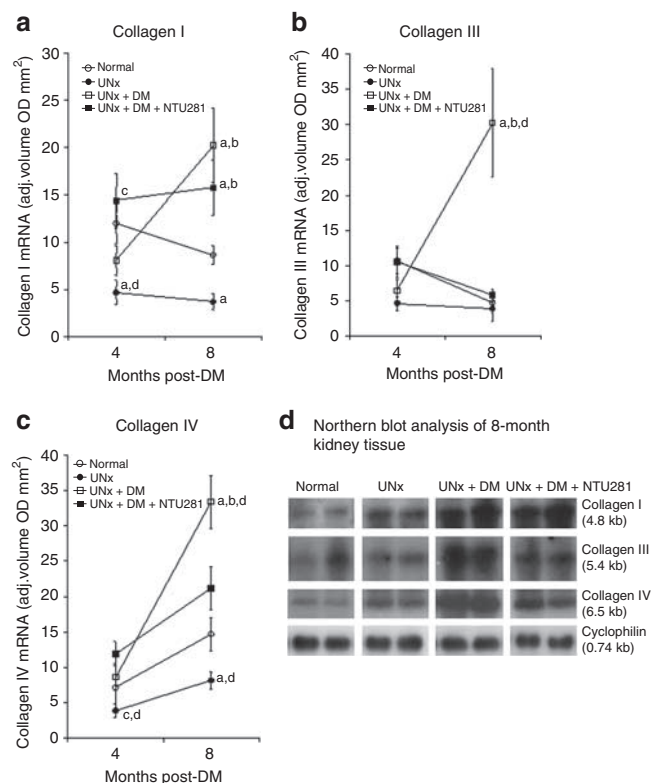 a Collagen I
Collagen I mRNA (adj.volume OD mm²)
35
30
25
20
15
10
5
0
Normal
UNx
UNx + DM
UNx + DM + NTU281
c
a,d
a,b
a,b
a
4 8
Months post-DM
b Collagen III
Collagen III mRNA (adj.volume OD mm²)
40
35
30
25
20
15
10
5
0
Normal
UNx
UNx + DM
UNx + DM + NTU281
a,b,d
4 8
Months post-DM
c Collagen IV
Collagen IV mRNA (adj.volume OD mm²)
40
35
30
25
20
15
10
5
0
Normal
UNx
UNx + DM
UNx + DM + NTU281
a,b,d
a,d
c,d
4 8
Months post-DM
d Northern blot analysis of 8-month
kidney tissue
Normal UNx UNx + DM UNx + DM + NTU281
Collagen I
(4.8 kb)
Collagen III
(5.4 kb)
Collagen IV
(6.5 kb)
Cyclophilin
(0.74 kb)